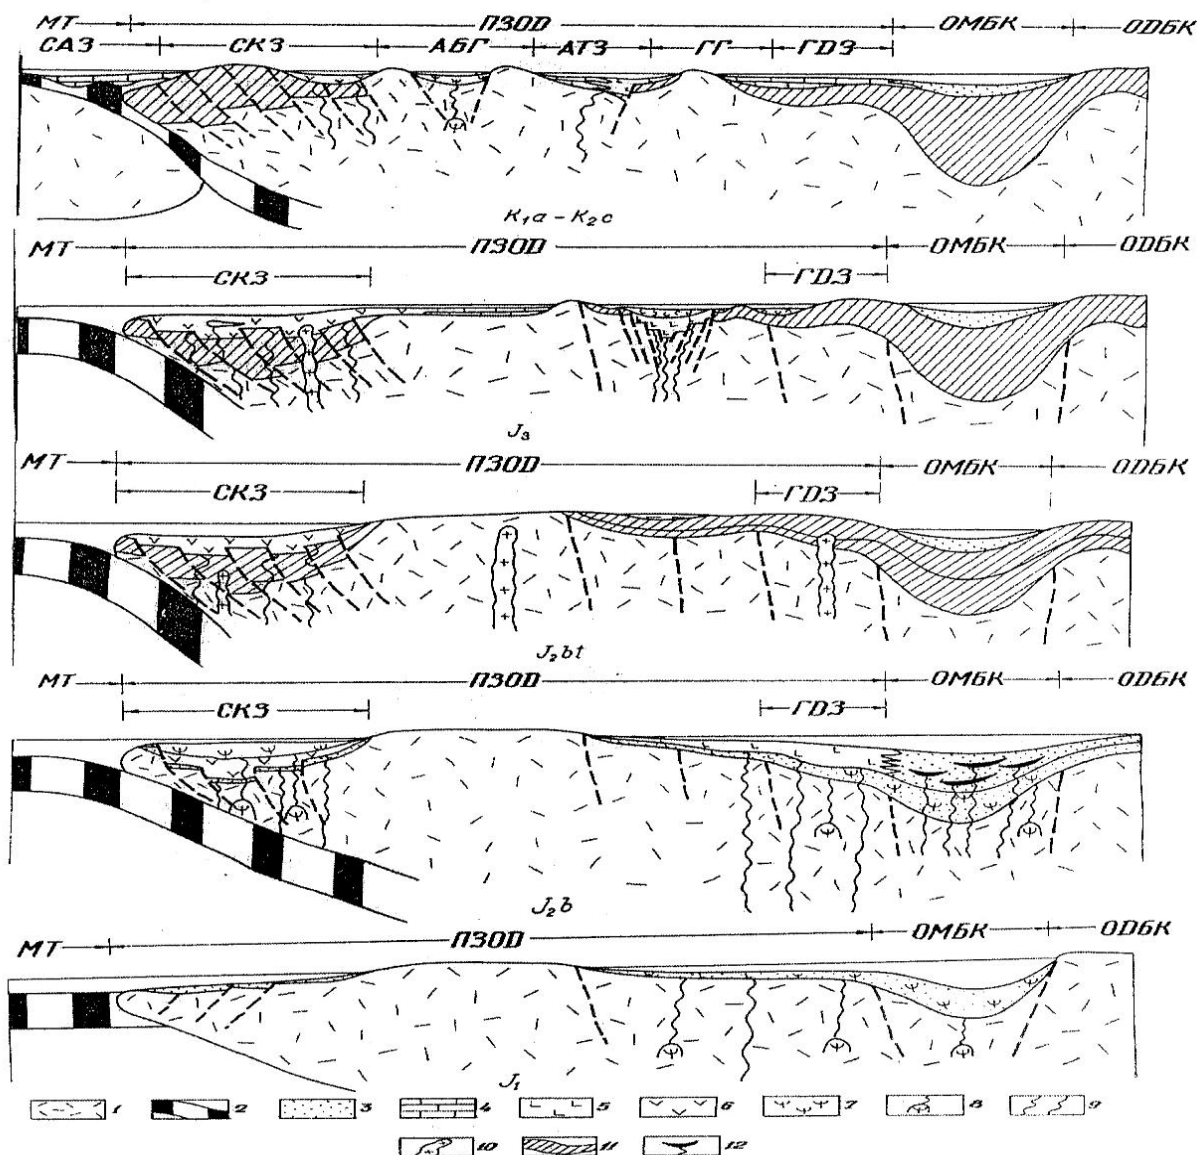 МТ ПЗОД ОМБК ОДБК
САЗ СКЗ АБГ АТЗ ГГ ГДЗ
K₁a - K₂c
МТ ПЗОД ОМБК ОДБК
СКЗ ГДЗ
J₃
МТ ПЗОД ОМБК ОДБК
СКЗ ГДЗ
J₂bt
МТ ПЗОД ОМБК ОДБК
СКЗ ГДЗ
J₂b
МТ ПЗОД ОМБК ОДБК
J₁
1 2 3 4 5 6 7 8 9
10 11 12